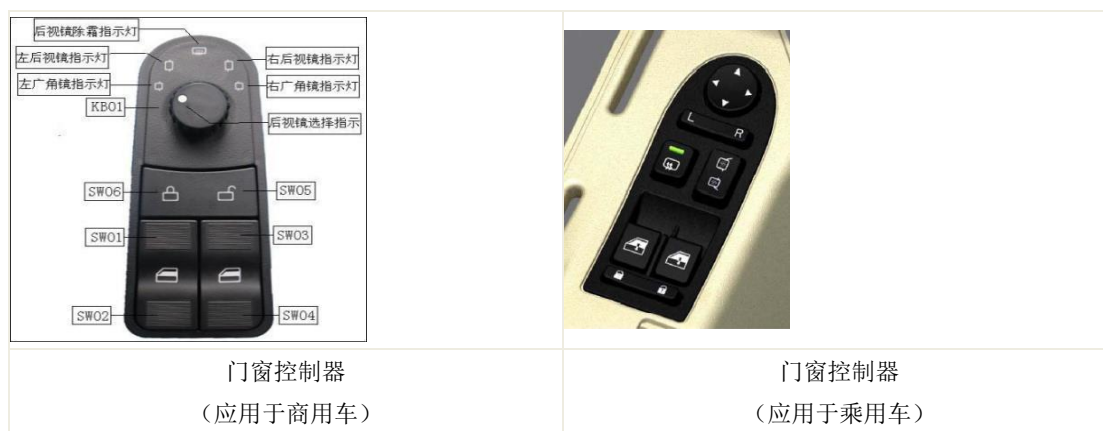 后视镜除霜指示灯
左后视镜指示灯
右后视镜指示灯
左广角镜指示灯
右广角镜指示灯
KB01
后视镜选择指示
SW06
SW05
SW01
SW03
SW02
SW04
L
R
门窗控制器
门窗控制器
（应用于商用车）
（应用于乘用车）